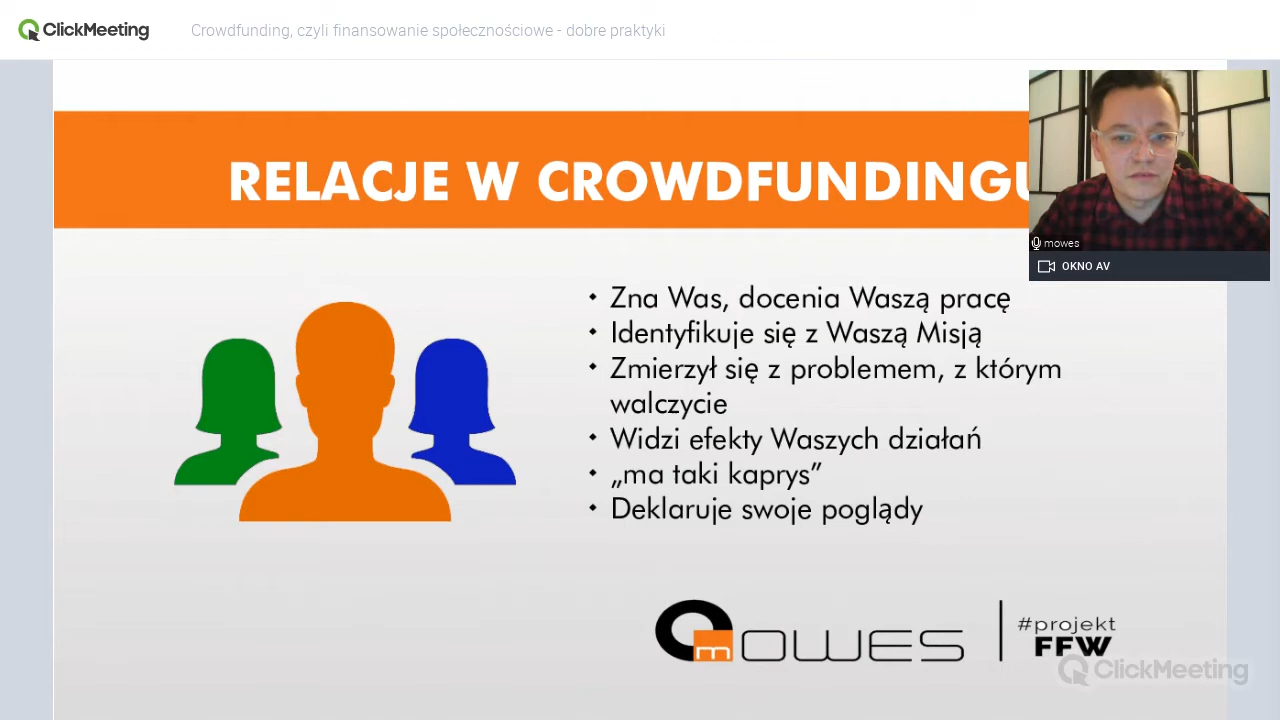 ClickMeeting
Crowdfunding, czyli finansowanie społecznościowe - dobre praktyki
RELACJE W CROWDFUNDINGU
mowes
OKNO AV
• Zna Was, docenia Waszą pracę
• Identyfikuje się z Waszą Misją
• Zmierzył się z problemem, z którym
walczycie
• Widzi efekty Waszych działań
• „ma taki kaprys”
• Deklaruje swoje poglądy
m OWES
#projekt
FFW
ClickMeeting